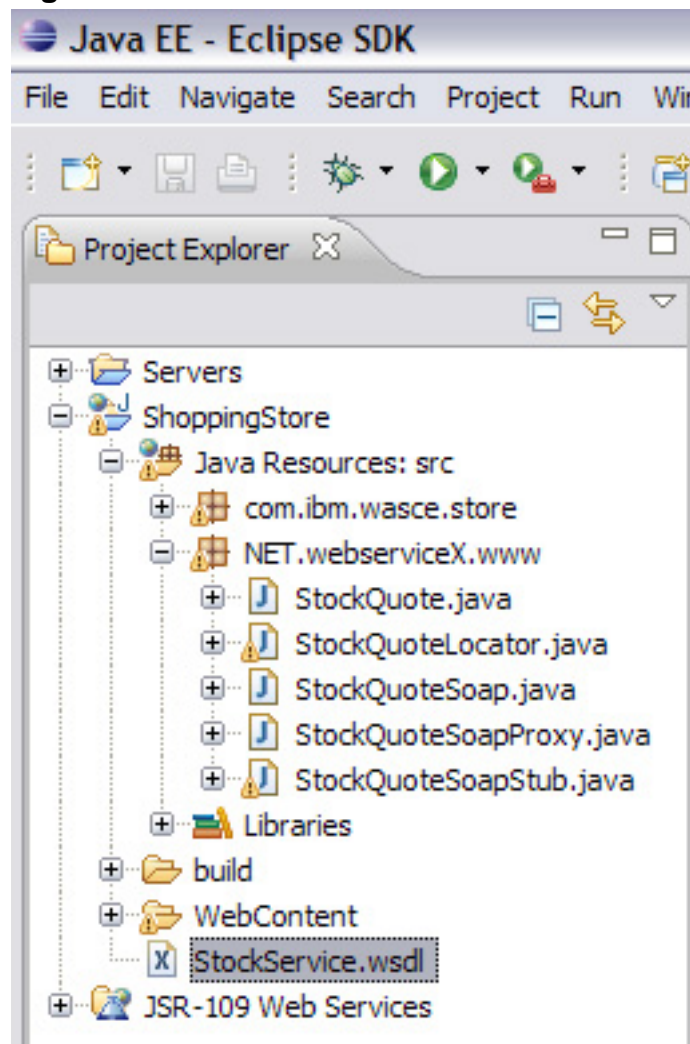 Java EE - Eclipse SDK
File Edit Navigate Search Project Run
Project Explorer
Servers
ShoppingStore
Java Resources: src
com.ibm.wasce.store
NET.webserviceX.www
StockQuote.java
StockQuoteLocator.java
StockQuoteSoap.java
StockQuoteSoapProxy.java
StockQuoteSoapStub.java
Libraries
build
WebContent
StockService.wsdl
JSR-109 Web Services